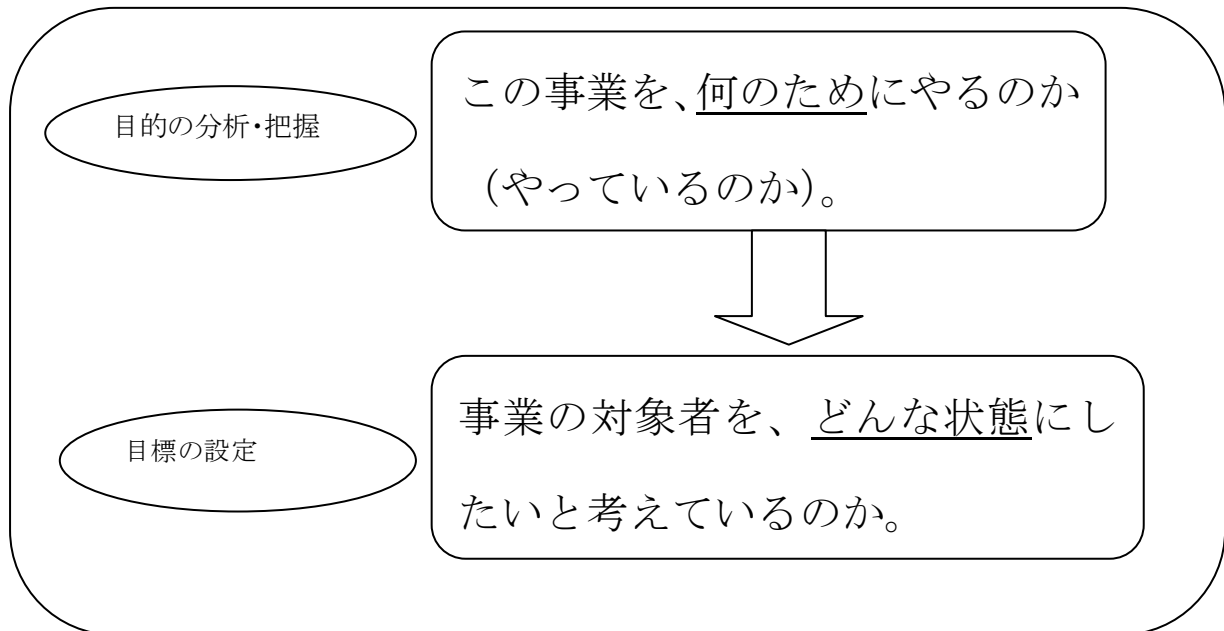 目的の分析・把握
この事業を、何のためにやるのか
（やっているのか）。
目標の設定
事業の対象者を、どんな状態にし
たいと考えているのか。